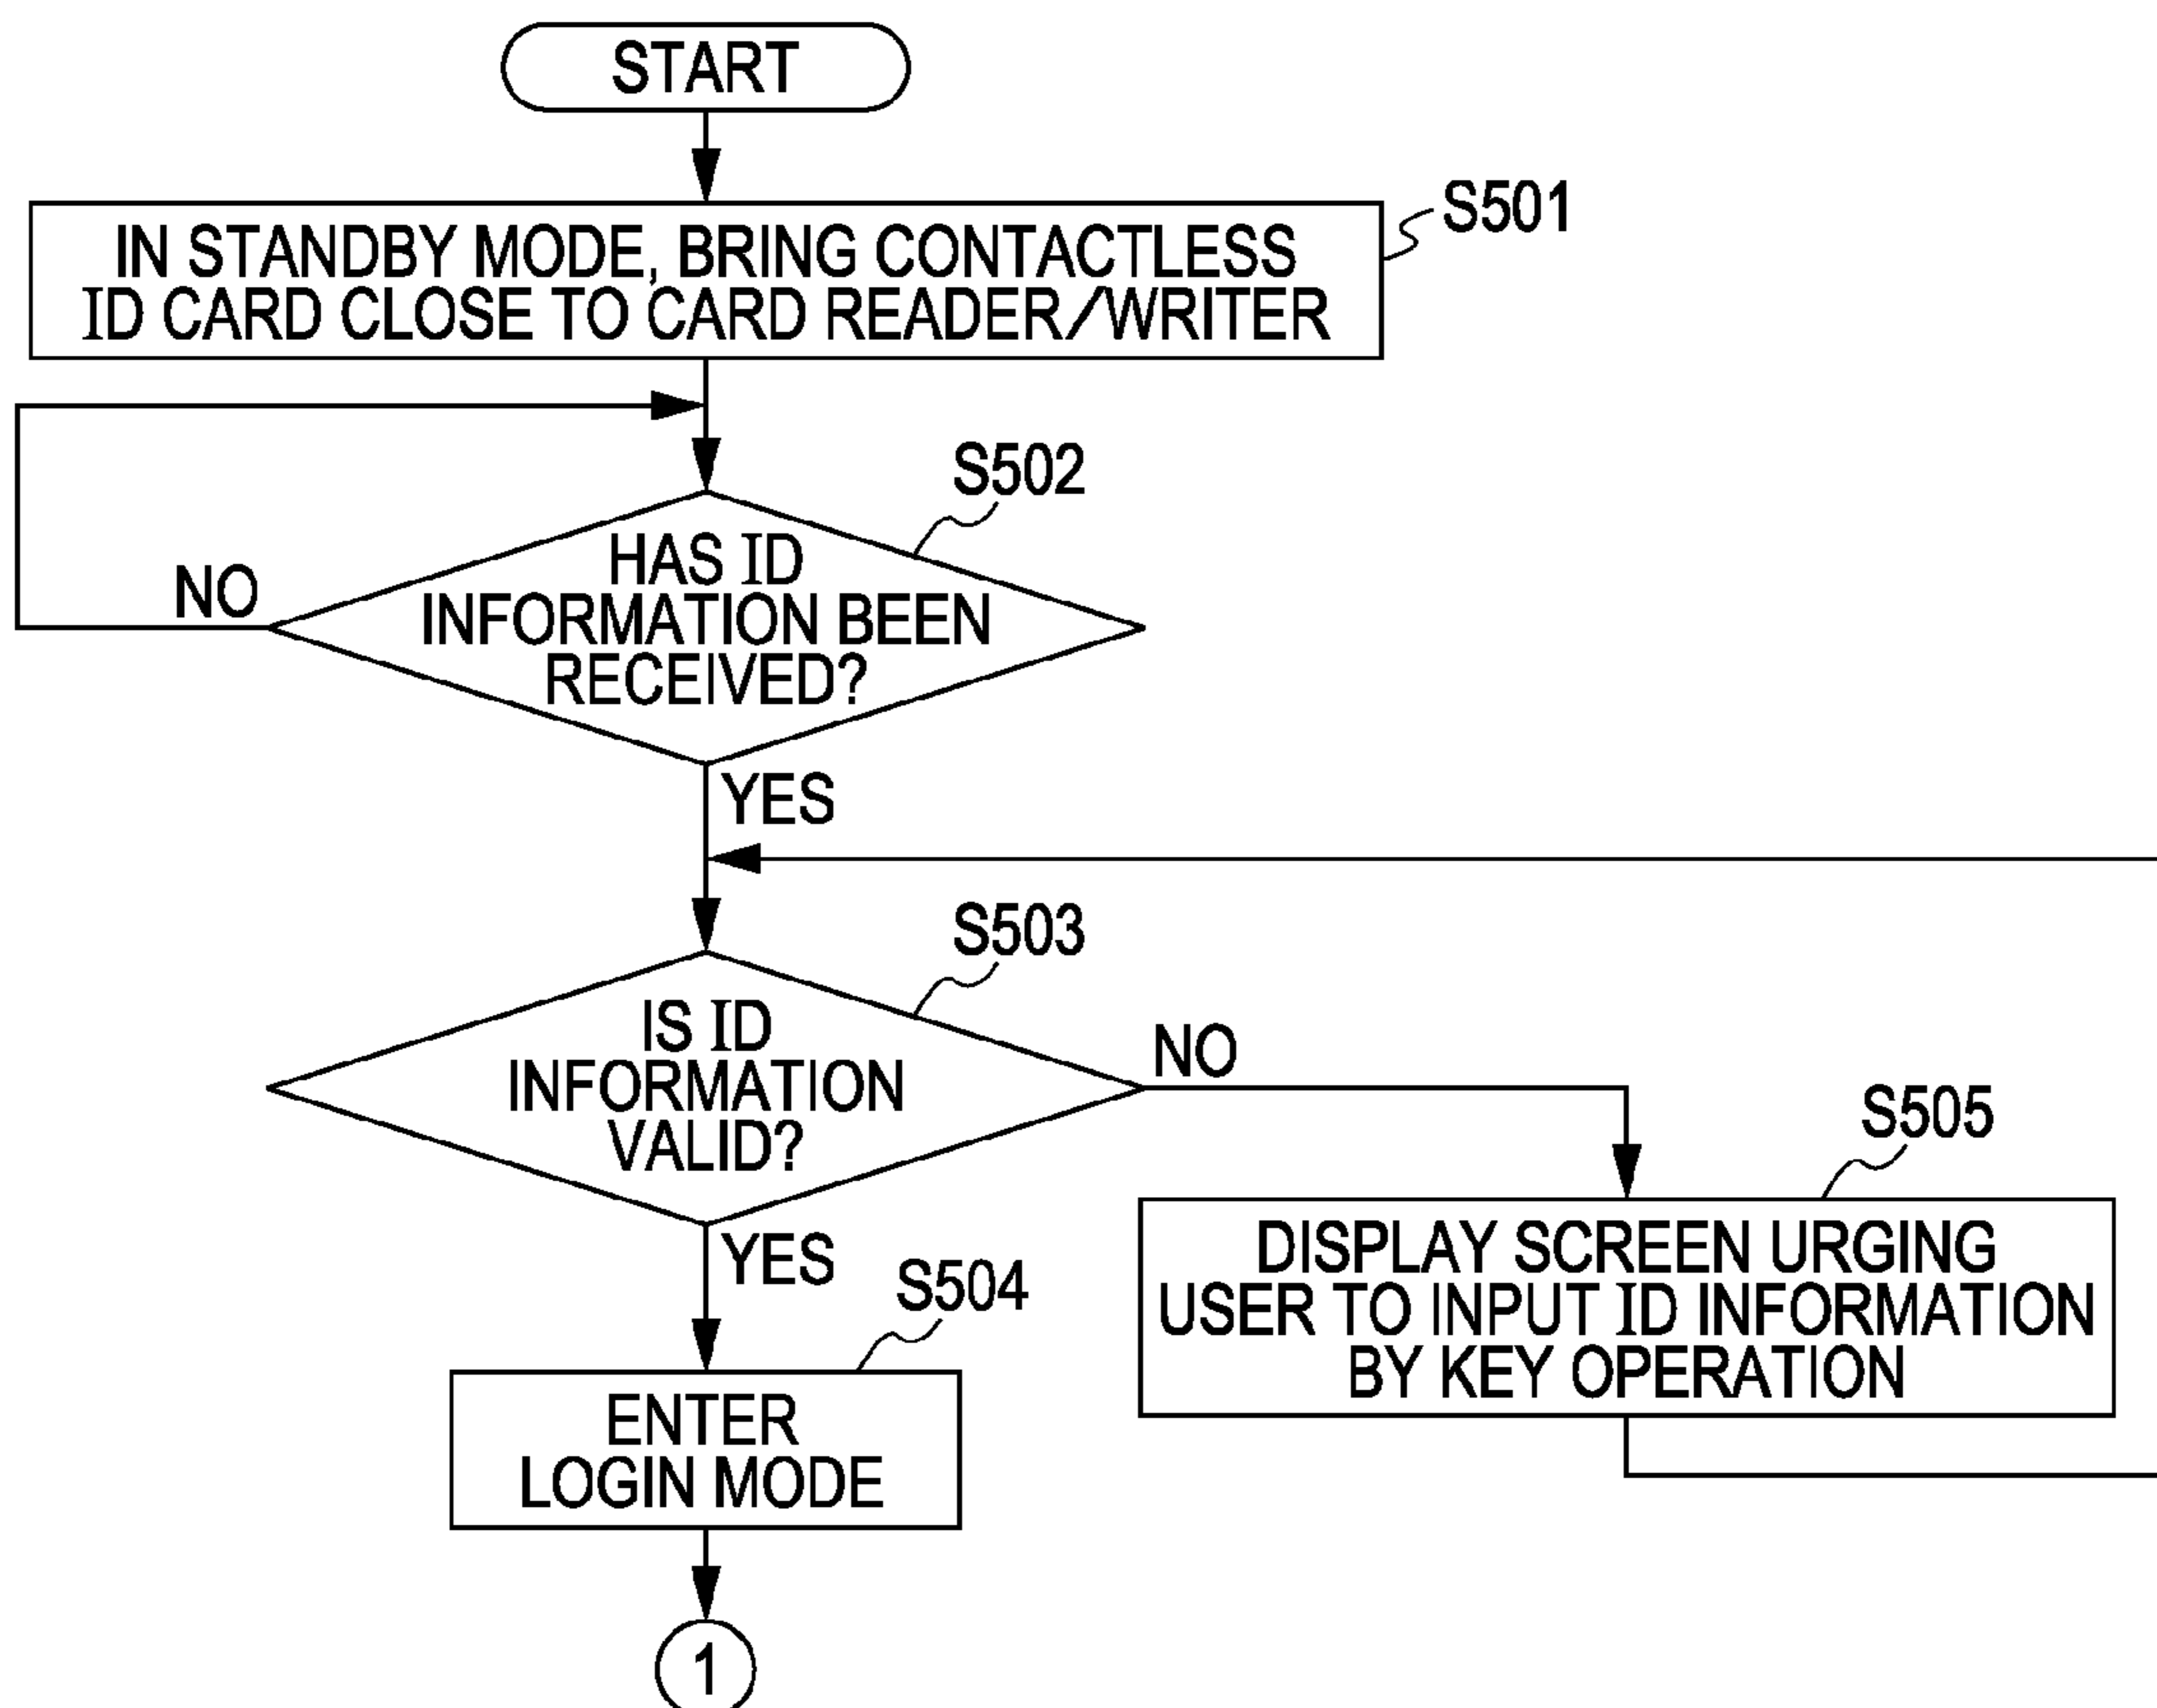 START
S501
IN STANDBY MODE, BRING CONTACTLESS
ID CARD CLOSE TO CARD READER/WRITER
S502
HAS ID
INFORMATION BEEN
RECEIVED?
NO
YES
S503
IS ID
INFORMATION
VALID?
NO
YES
S505
DISPLAY SCREEN URGING
USER TO INPUT ID INFORMATION
BY KEY OPERATION
S504
ENTER
LOGIN MODE
1